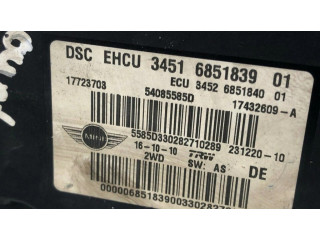 DSC EHCU 3451 6851839 01
ECU 3452 6851840 01
17723703
54085585D
17432609-A
MINI
5585D330282710289 231220-10
16-10-10 TRW
2WD SW: AS DE